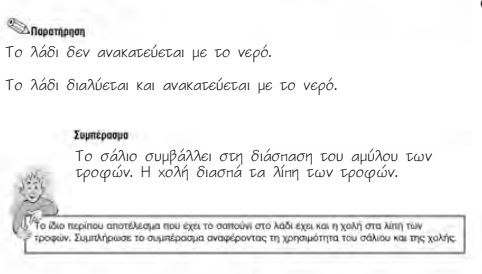 Παρατήρηση
Το λάδι δεν ανακατεύεται με το νερό.
Το λάδι διαλύεται και ανακατεύεται με το νερό.
Συμπέρασμα
Το σάλιο συμβάλλει στη διάσπαση του αμύλου των
τροφών. Η χολή διασπά τα λίπη των τροφών.
Το ίδιο περίπου αποτέλεσμα που έχει το σαπούνι στο λάδι έχει και η χολή στα λίπη των
τροφών. Συμπλήρωσε το συμπέρασμα αναφέροντας τη χρησιμότητα του σάλιου και της χολής.